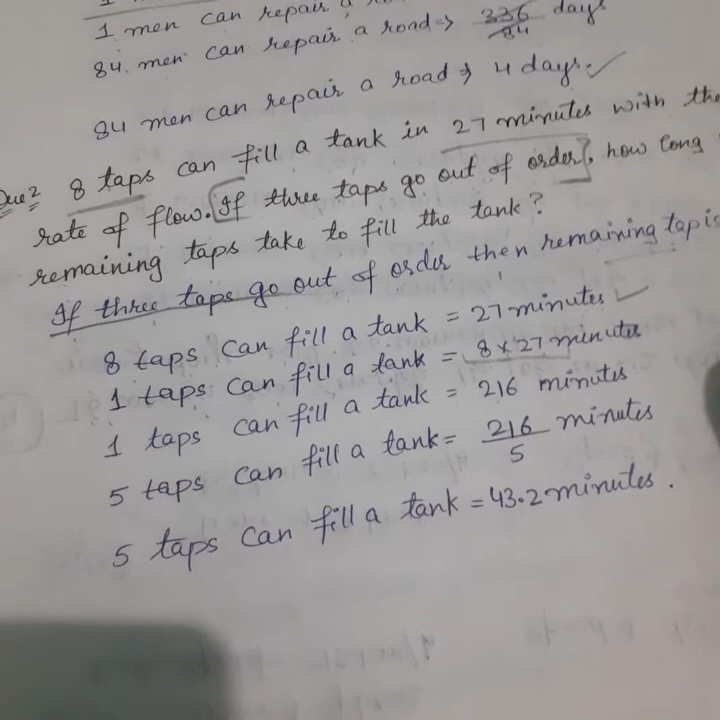 1 men can repair a
84. men can repair a road => 336/84 days
84 men can repair a road => 4 days. ✓
Que 2 8 taps can fill a tank in 27 minutes with the
rate of flow. If three taps go out of order, how long
remaining taps take to fill the tank?
If three taps go out of order then remaining tap is
8 taps can fill a tank = 27 minutes ✓
1 taps can fill a tank = 8 x 27 minutes
1 taps can fill a tank = 216 minutes
5 taps can fill a tank = 216/5 minutes
5 taps can fill a tank = 43.2 minutes.